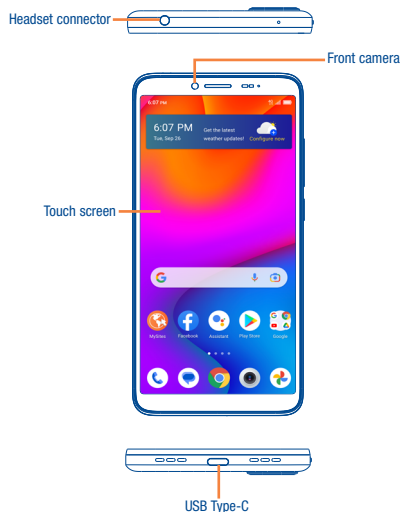 Headset connector
Front camera
6:07 PM
6:07 PM
Tue, Sep 26
Get the latest
weather updates!
Configure now
Touch screen
G
MySites
Facebook
Assistant
Play Store
Google
USB Type-C